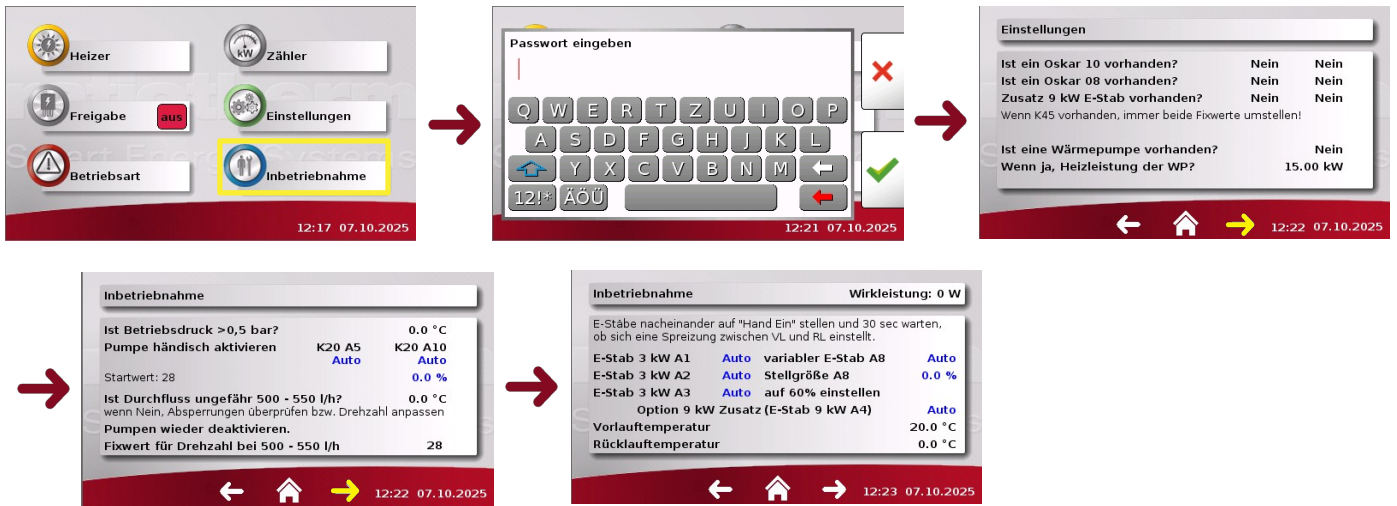 Heizer
Zähler
kW
Freigabe aus
Einstellungen
Betriebsart
Inbetriebnahme
12:17 07.10.2025
Passwort eingeben
Q W E R T Z U I O P
A S D F G H J K L
Y X C V B N M
12!* ÄÖÜ
12:21 07.10.2025
Einstellungen
Ist ein Oskar 10 vorhanden? Nein Nein
Ist ein Oskar 08 vorhanden? Nein Nein
Zusatz 9 kW E-Stab vorhanden? Nein Nein
Wenn K45 vorhanden, immer beide Fixwerte umstellen!
Ist eine Wärmepumpe vorhanden? Nein
Wenn ja, Heizleistung der WP? 15.00 kW
12:22 07.10.2025
Inbetriebnahme
Ist Betriebsdruck >0,5 bar? 0.0 °C
Pumpe händisch aktivieren K20 A5 K20 A10
Auto Auto
Startwert: 28 0.0 %
Ist Durchfluss ungefähr 500 - 550 l/h? 0.0 °C
wenn Nein, Absperrungen überprüfen bzw. Drehzahl anpassen
Pumpen wieder deaktivieren.
Fixwert für Drehzahl bei 500 - 550 l/h 28
12:22 07.10.2025
Inbetriebnahme Wirkleistung: 0 W
E-Stäbe nacheinander auf "Hand Ein" stellen und 30 sec warten,
ob sich eine Spreizung zwischen VL und RL einstellt.
E-Stab 3 kW A1 Auto variabler E-Stab A8 Auto
E-Stab 3 kW A2 Auto Stellgröße A8 0.0 %
E-Stab 3 kW A3 Auto auf 60% einstellen
Option 9 kW Zusatz (E-Stab 9 kW A4) Auto
Vorlauftemperatur 20.0 °C
Rücklauftemperatur 0.0 °C
12:23 07.10.2025